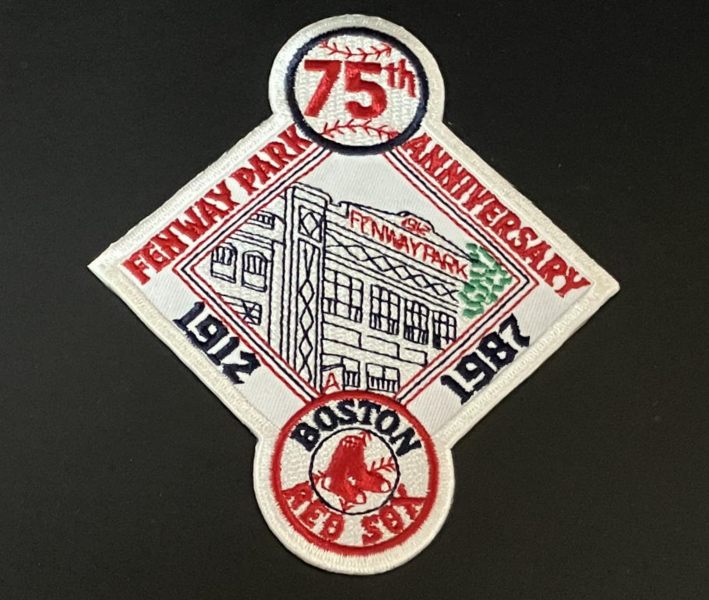 75th
FENWAY PARK
ANNIVERSARY
1912
FENWAY PARK
A
1912
1987
BOSTON
RED SOX